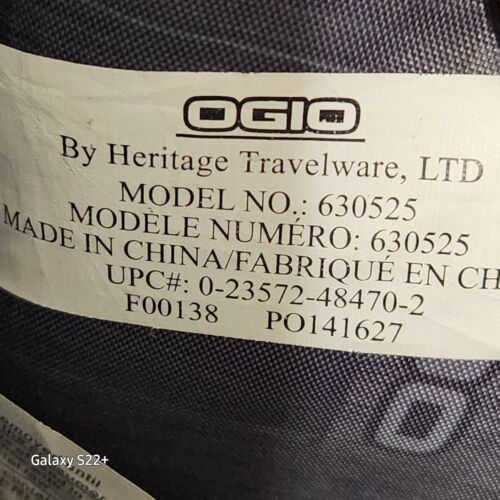 OGIO
By Heritage Travelware, LTD
MODEL NO.: 630525
MODÈLE NUMÉRO: 630525
MADE IN CHINA/FABRIQUÉ EN CH
UPC#: 0-23572-48470-2
F00138 PO141627
Galaxy S22+